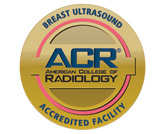 BREAST ULTRASOUND
ACR®
AMERICAN COLLEGE OF
RADIOLOGY
ACCREDITED FACILITY